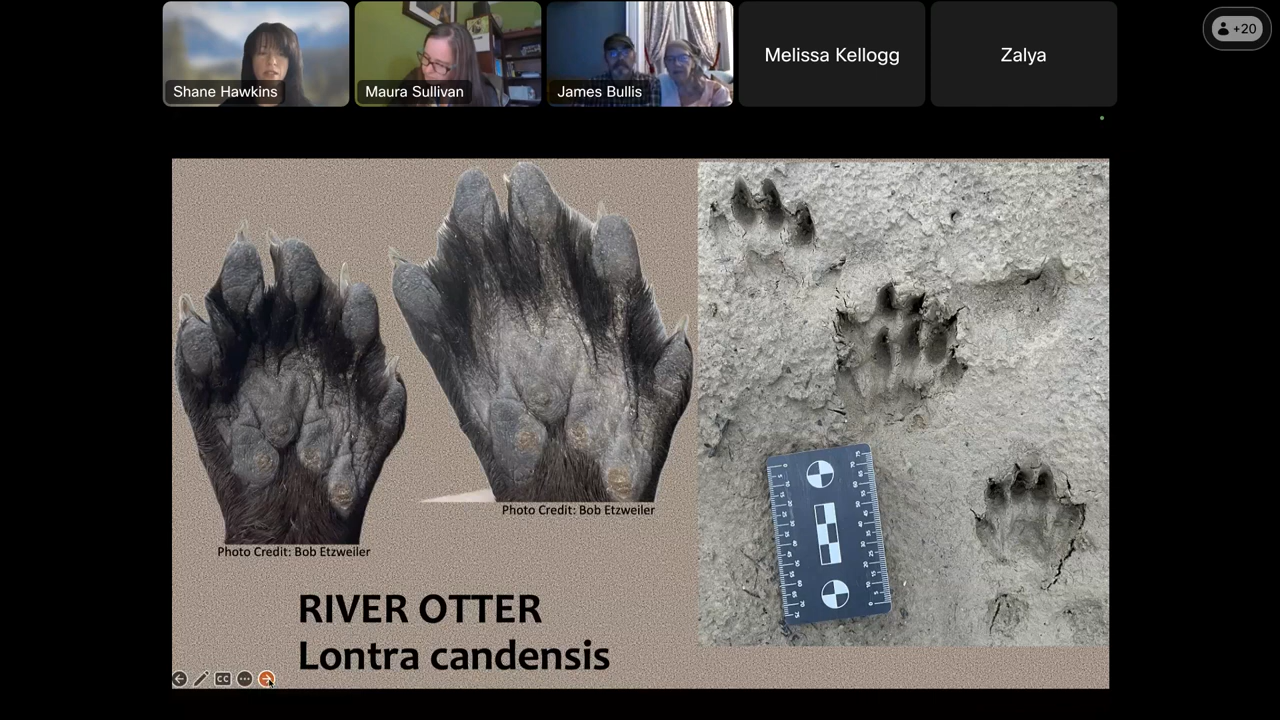 Shane Hawkins
Maura Sullivan
James Bullis
Melissa Kellogg
Zalya
+20
Photo Credit: Bob Etzweiler
Photo Credit: Bob Etzweiler
RIVER OTTER
Lontra candensis
CC